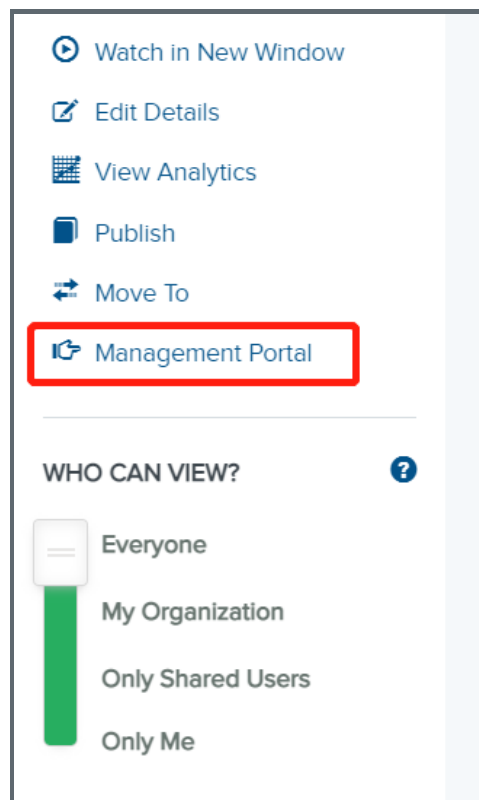 Watch in New Window
Edit Details
View Analytics
Publish
Move To
Management Portal
WHO CAN VIEW? ?
Everyone
My Organization
Only Shared Users
Only Me